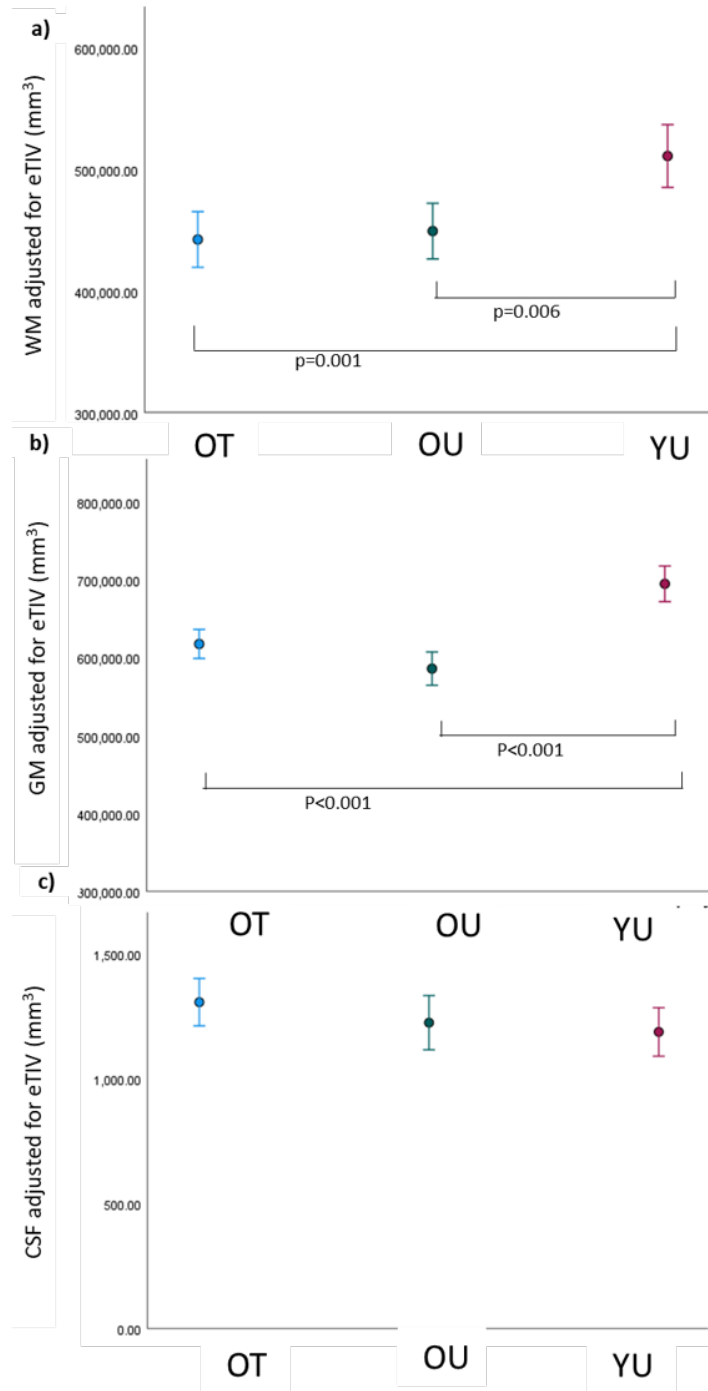 a)
WM adjusted for eTIV (mm³)
600,000.00
500,000.00
400,000.00
300,000.00
p=0.006
p=0.001
OT OU YU
b)
GM adjusted for eTIV (mm³)
800,000.00
700,000.00
600,000.00
500,000.00
400,000.00
300,000.00
P<0.001
P<0.001
OT OU YU
c)
CSF adjusted for eTIV (mm³)
1,500.00
1,000.00
500.00
0.00
OT OU YU